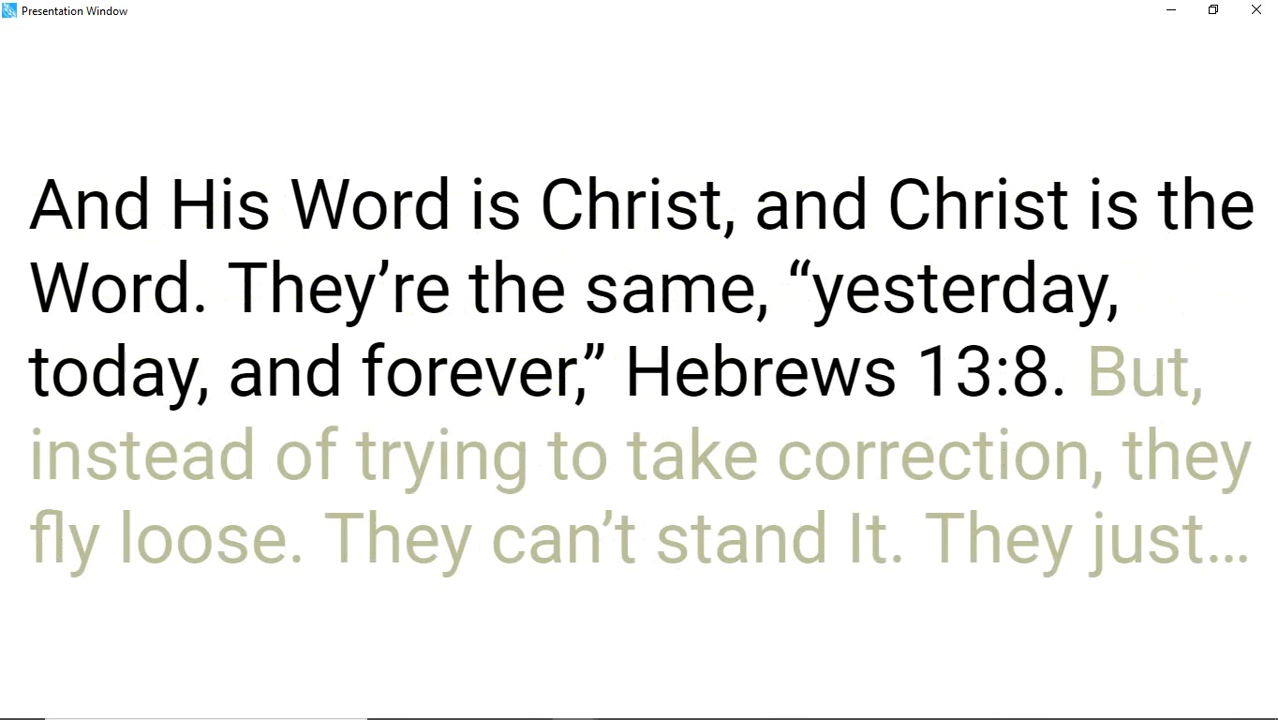 Presentation Window
And His Word is Christ, and Christ is the
Word. They’re the same, “yesterday,
today, and forever,” Hebrews 13:8. But,
instead of trying to take correction, they
fly loose. They can’t stand It. They just…